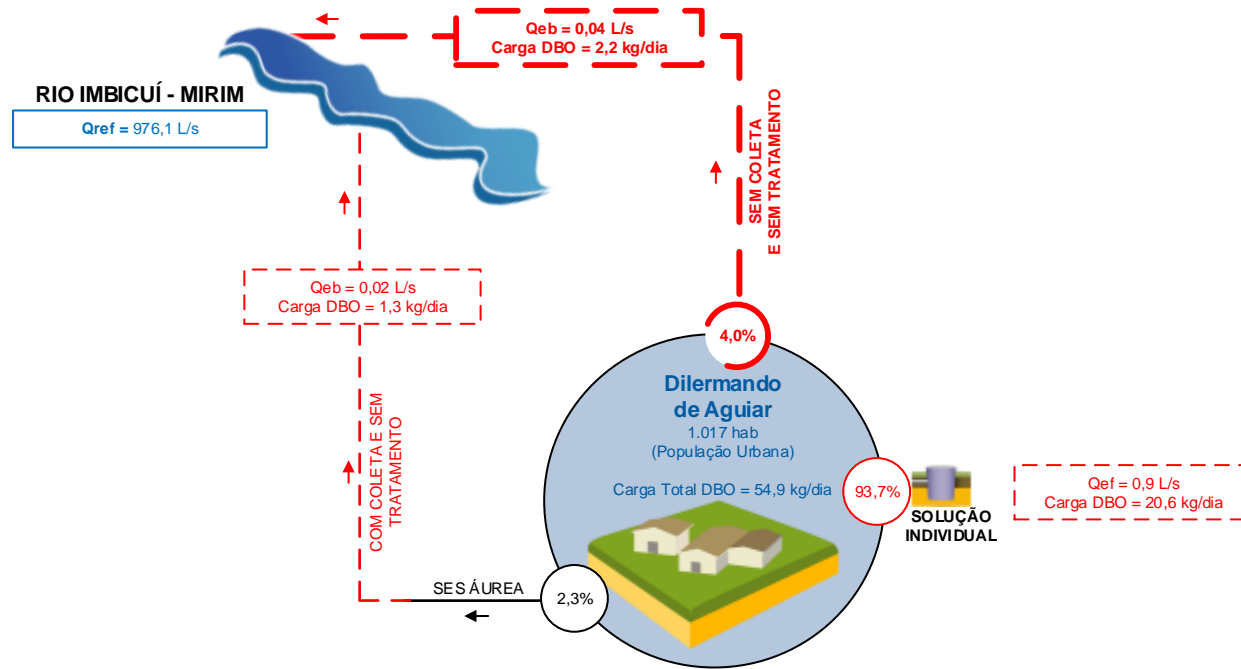 Qeb = 0,04 L/s
Carga DBO = 2,2 kg/dia
RIO IMBICUÍ - MIRIM
Qref = 976,1 L/s
SEM COLETA
E SEM TRATAMENTO
Qeb = 0,02 L/s
Carga DBO = 1,3 kg/dia
COM COLETA E SEM
TRATAMENTO
4,0%
Dilermando
de Aguiar
1.017 hab
(População Urbana)
Carga Total DBO = 54,9 kg/dia
93,7%
SOLUÇÃO
INDIVIDUAL
Qef = 0,9 L/s
Carga DBO = 20,6 kg/dia
SES ÁUREA
2,3%